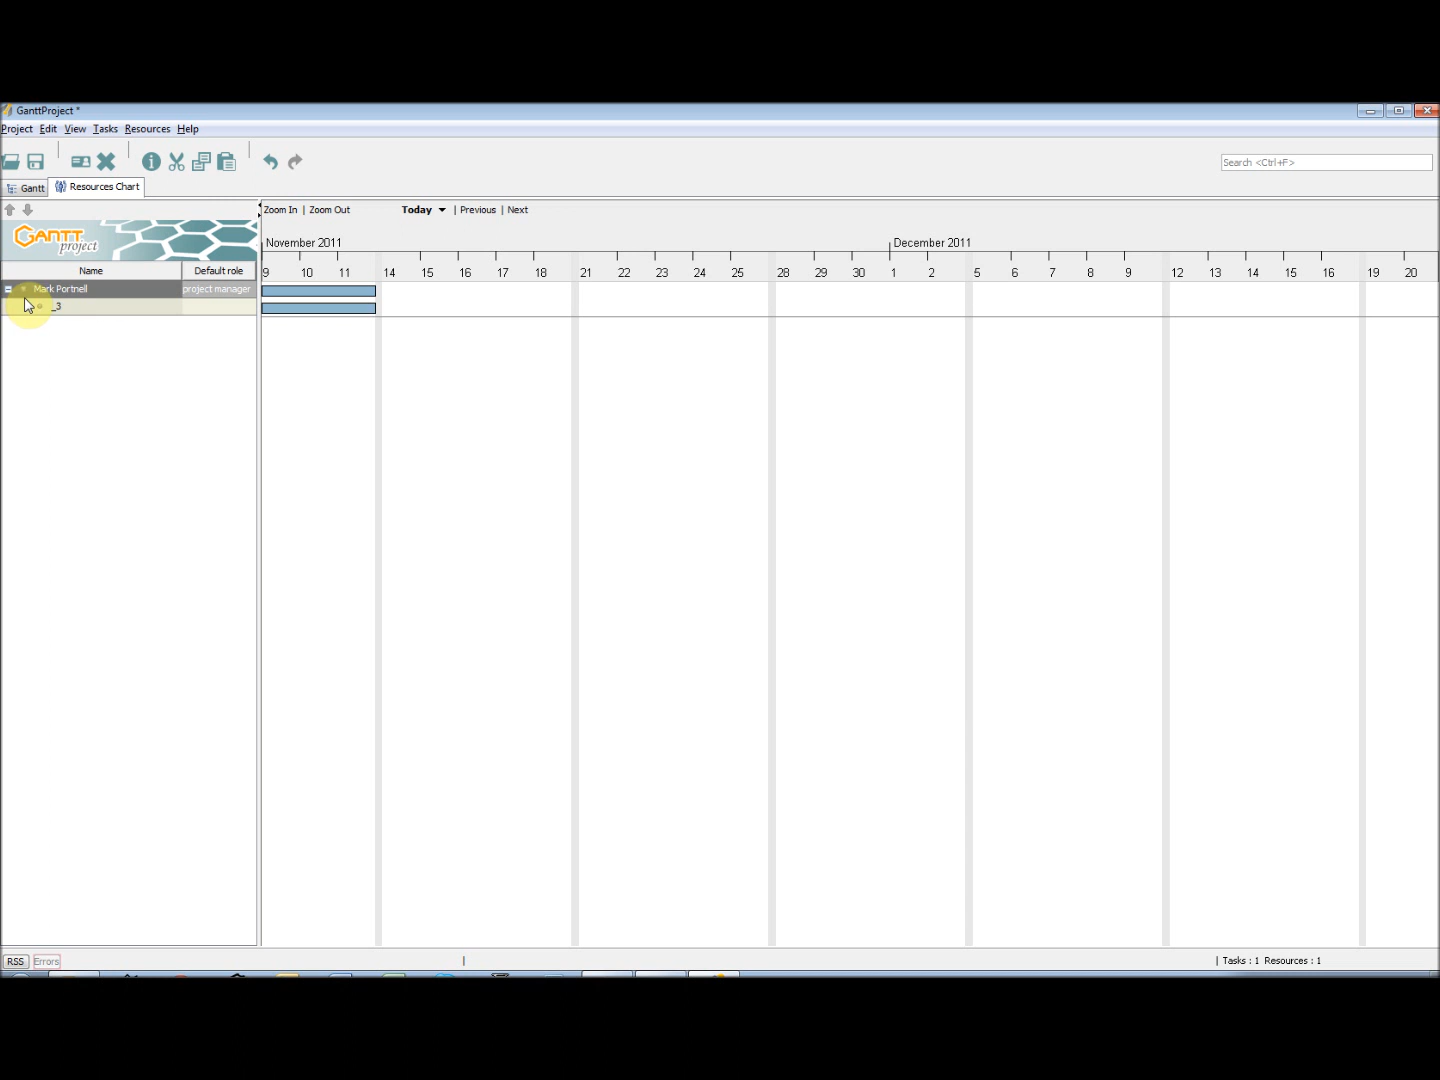 GanttProject *
Project Edit View Tasks Resources Help
Search <Ctrl+F>
Gantt Resources Chart
Zoom In | Zoom Out Today | Previous | Next
GANTT
project
November 2011 December 2011
Name Default role
9 10 11 14 15 16 17 18 21 22 23 24 25 28 29 30 1 2 5 6 7 8 9 12 13 14 15 16 19 20
Mark Portnell project manager
_3
RSS Errors
| | Tasks : 1 Resources : 1